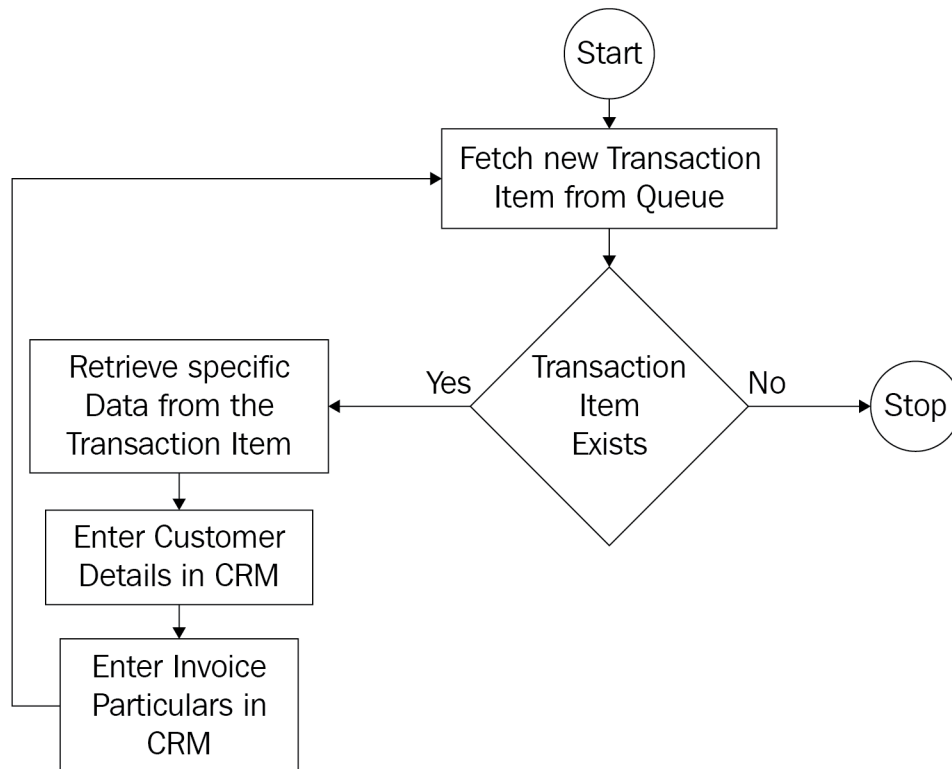 Start
Fetch new Transaction
Item from Queue
Transaction
Item
Exists
Yes
No
Stop
Retrieve specific
Data from the
Transaction Item
Enter Customer
Details in CRM
Enter Invoice
Particulars in
CRM